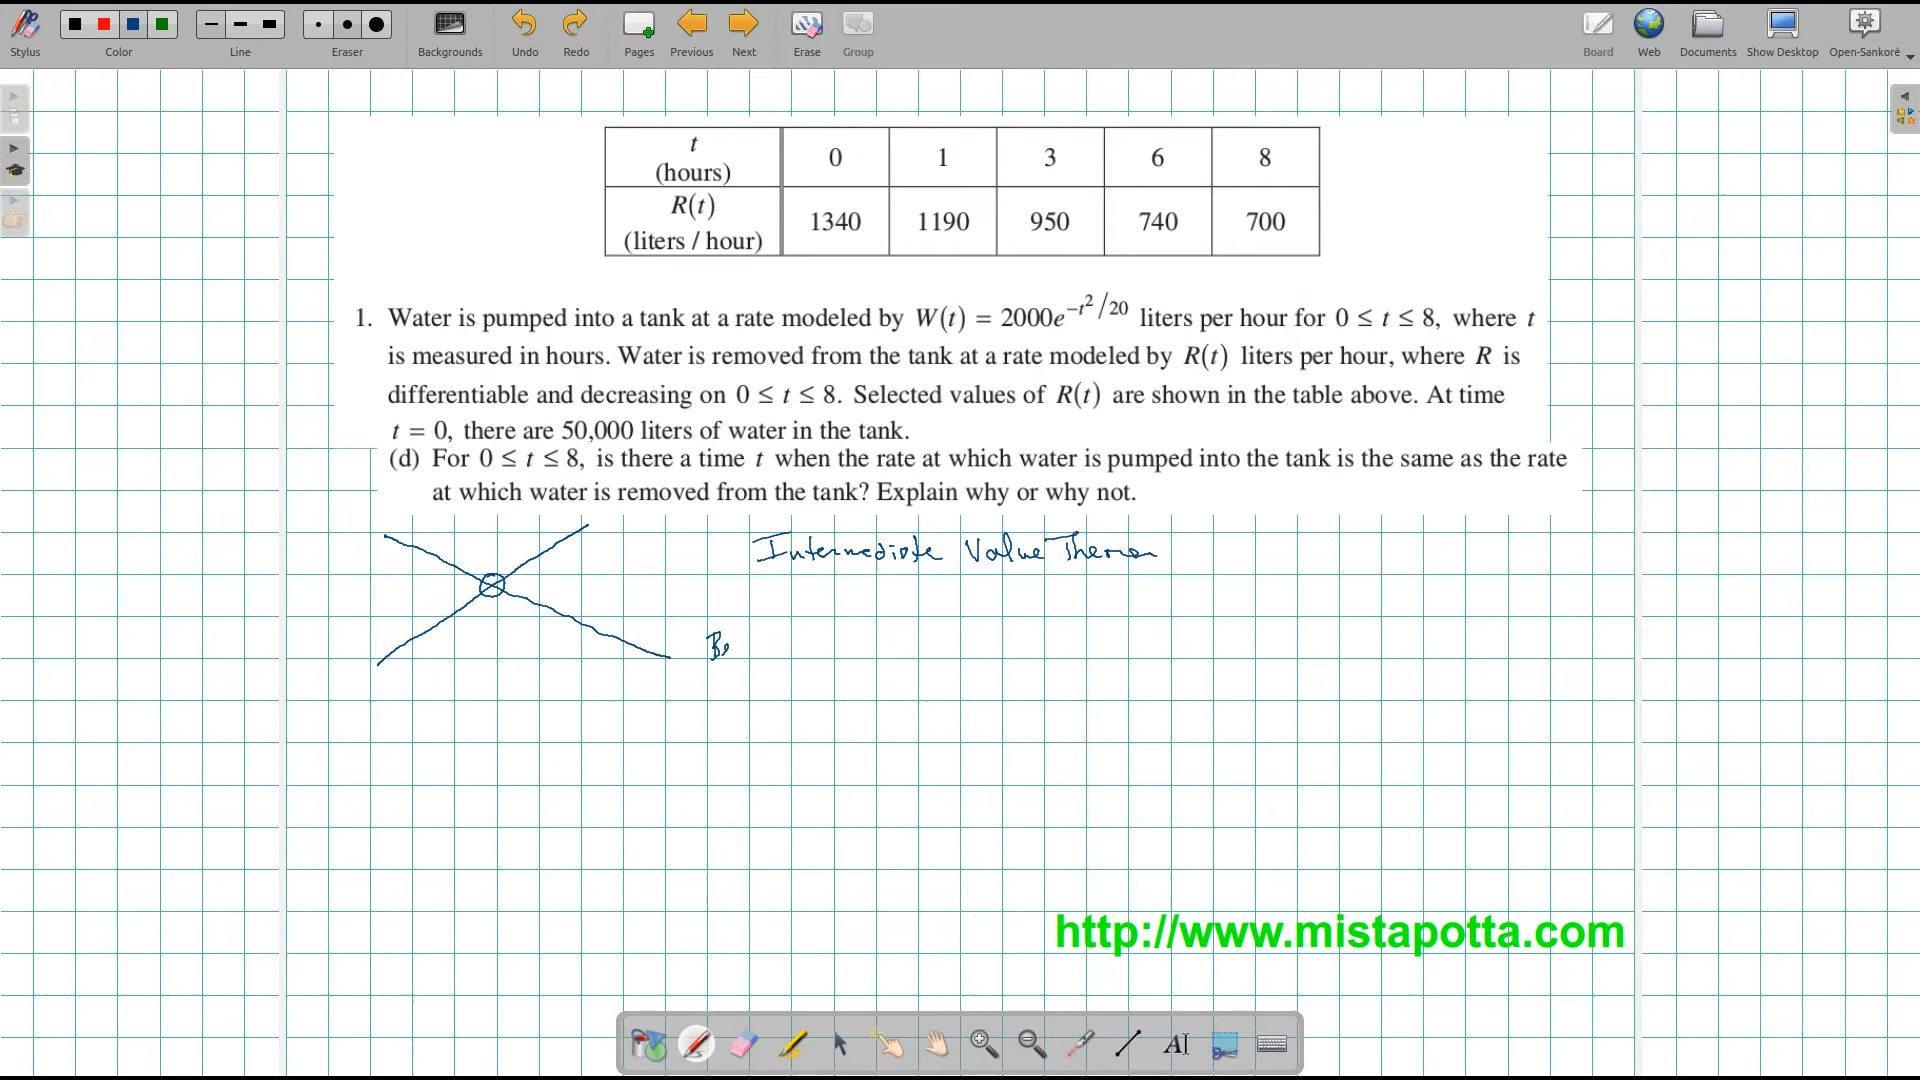 Stylus Color Line Eraser Backgrounds Undo Redo Pages Previous Next Erase Group Board Web Documents Show Desktop Open-Sankoré
t (hours) 0 1 3 6 8
R(t) (liters / hour) 1340 1190 950 740 700
1. Water is pumped into a tank at a rate modeled by W(t) = 2000e^{-t^2/20} liters per hour for 0 ≤ t ≤ 8, where t
is measured in hours. Water is removed from the tank at a rate modeled by R(t) liters per hour, where R is
differentiable and decreasing on 0 ≤ t ≤ 8. Selected values of R(t) are shown in the table above. At time
t = 0, there are 50,000 liters of water in the tank.
(d) For 0 ≤ t ≤ 8, is there a time t when the rate at which water is pumped into the tank is the same as the rate
at which water is removed from the tank? Explain why or why not.
Intermediate Value Theorem
Be
http://www.mistapotta.com
AI